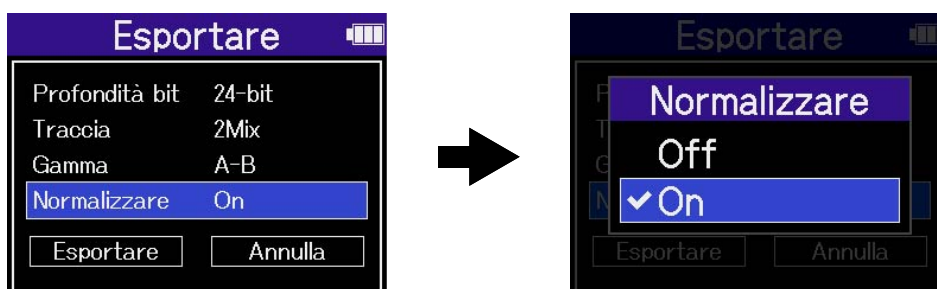 Esportare
Profondità bit 24-bit
Traccia 2Mix
Gamma A-B
Normalizzare On
Esportare Annulla
Esportare
Normalizzare
Off
On
Esportare Annulla